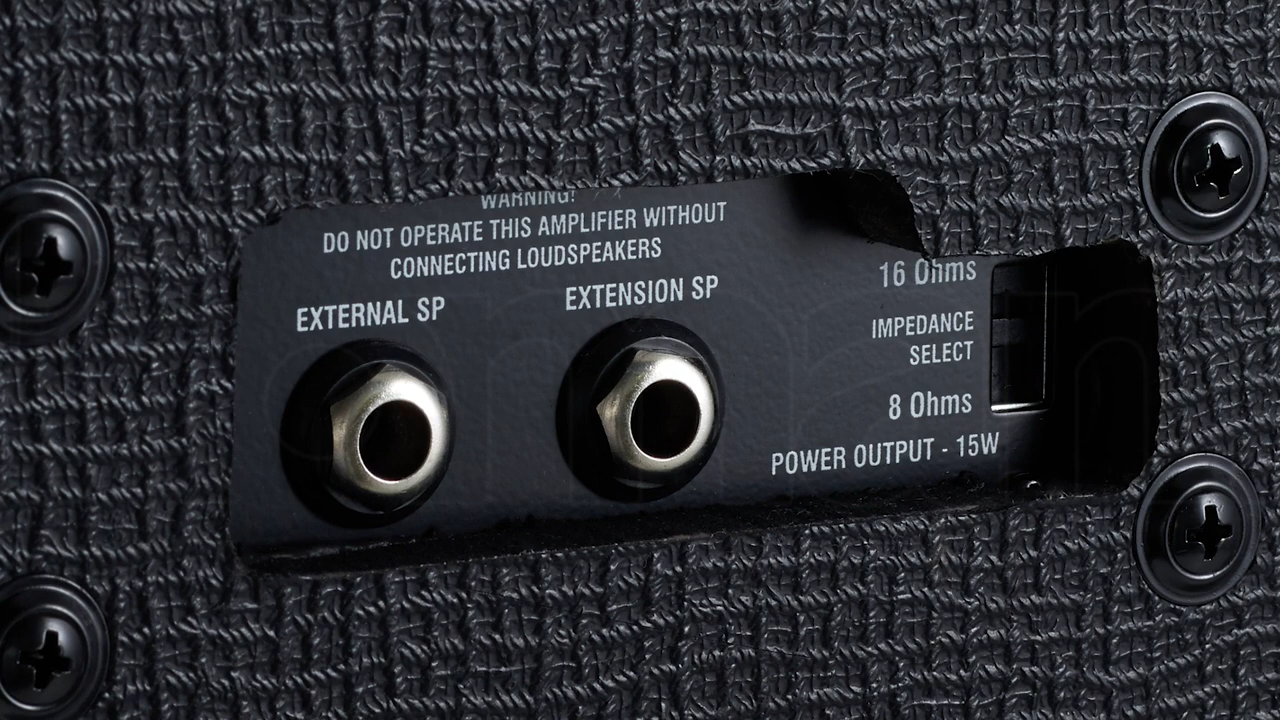 WARNING!
DO NOT OPERATE THIS AMPLIFIER WITHOUT
CONNECTING LOUDSPEAKERS
EXTERNAL SP
EXTENSION SP
16 Ohms
IMPEDANCE
SELECT
8 Ohms
POWER OUTPUT - 15W